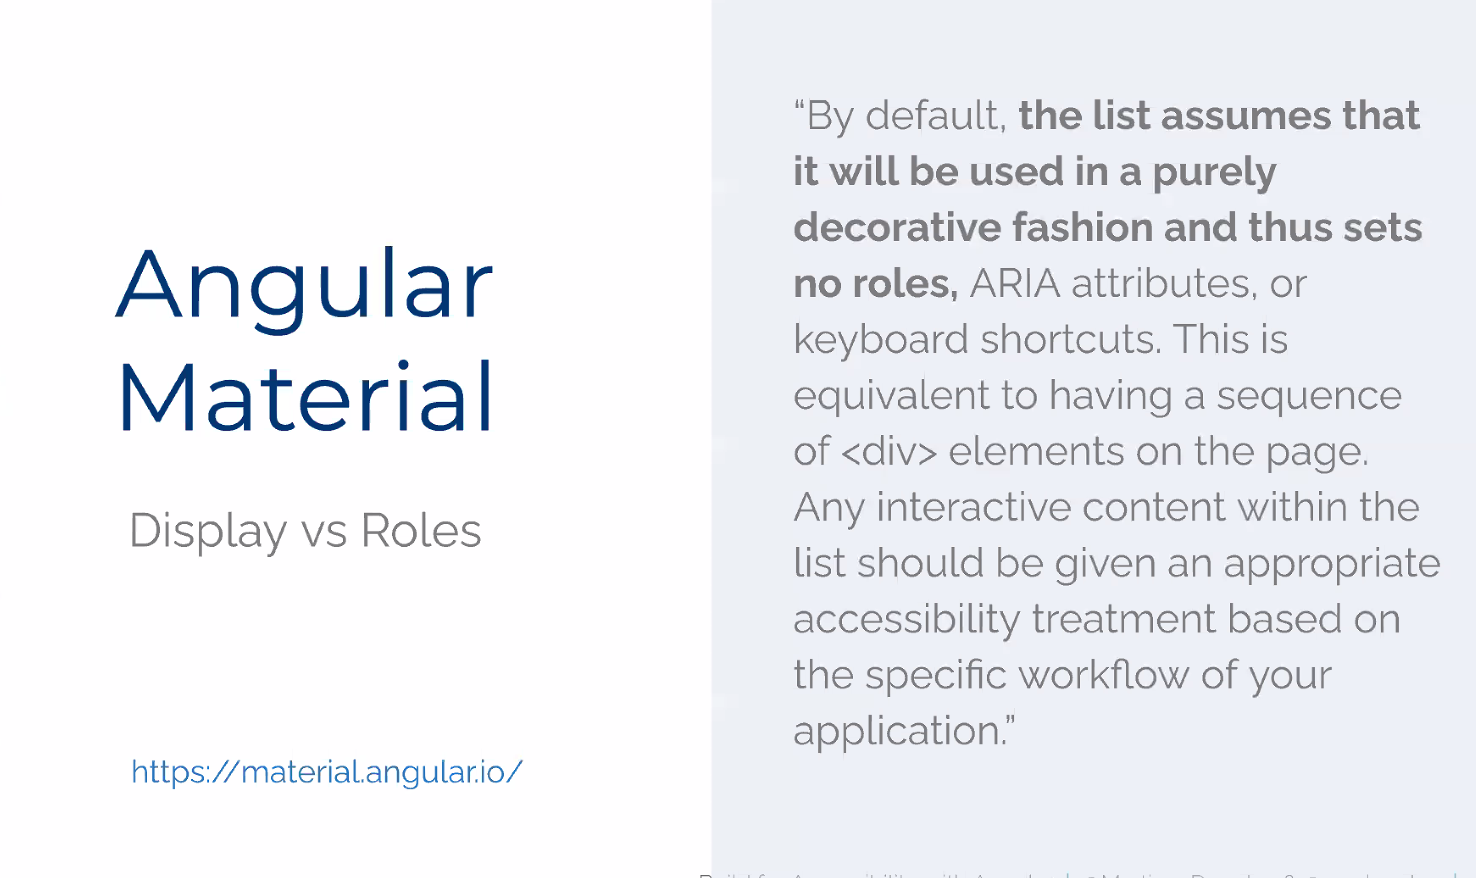 Angular
Material
Display vs Roles
https://material.angular.io/
“By default, the list assumes that
it will be used in a purely
decorative fashion and thus sets
no roles, ARIA attributes, or
keyboard shortcuts. This is
equivalent to having a sequence
of <div> elements on the page.
Any interactive content within the
list should be given an appropriate
accessibility treatment based on
the specific workflow of your
application.”